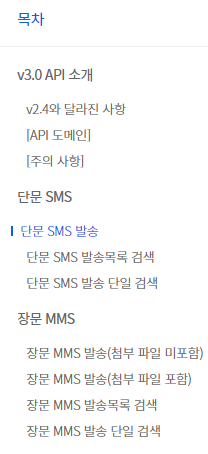 목차
v3.0 API 소개
v2.4와 달라진 사항
[API 도메인]
[주의 사항]
단문 SMS
단문 SMS 발송
단문 SMS 발송목록 검색
단문 SMS 발송 단일 검색
장문 MMS
장문 MMS 발송(첨부 파일 미포함)
장문 MMS 발송(첨부 파일 포함)
장문 MMS 발송목록 검색
장문 MMS 발송 단일 검색